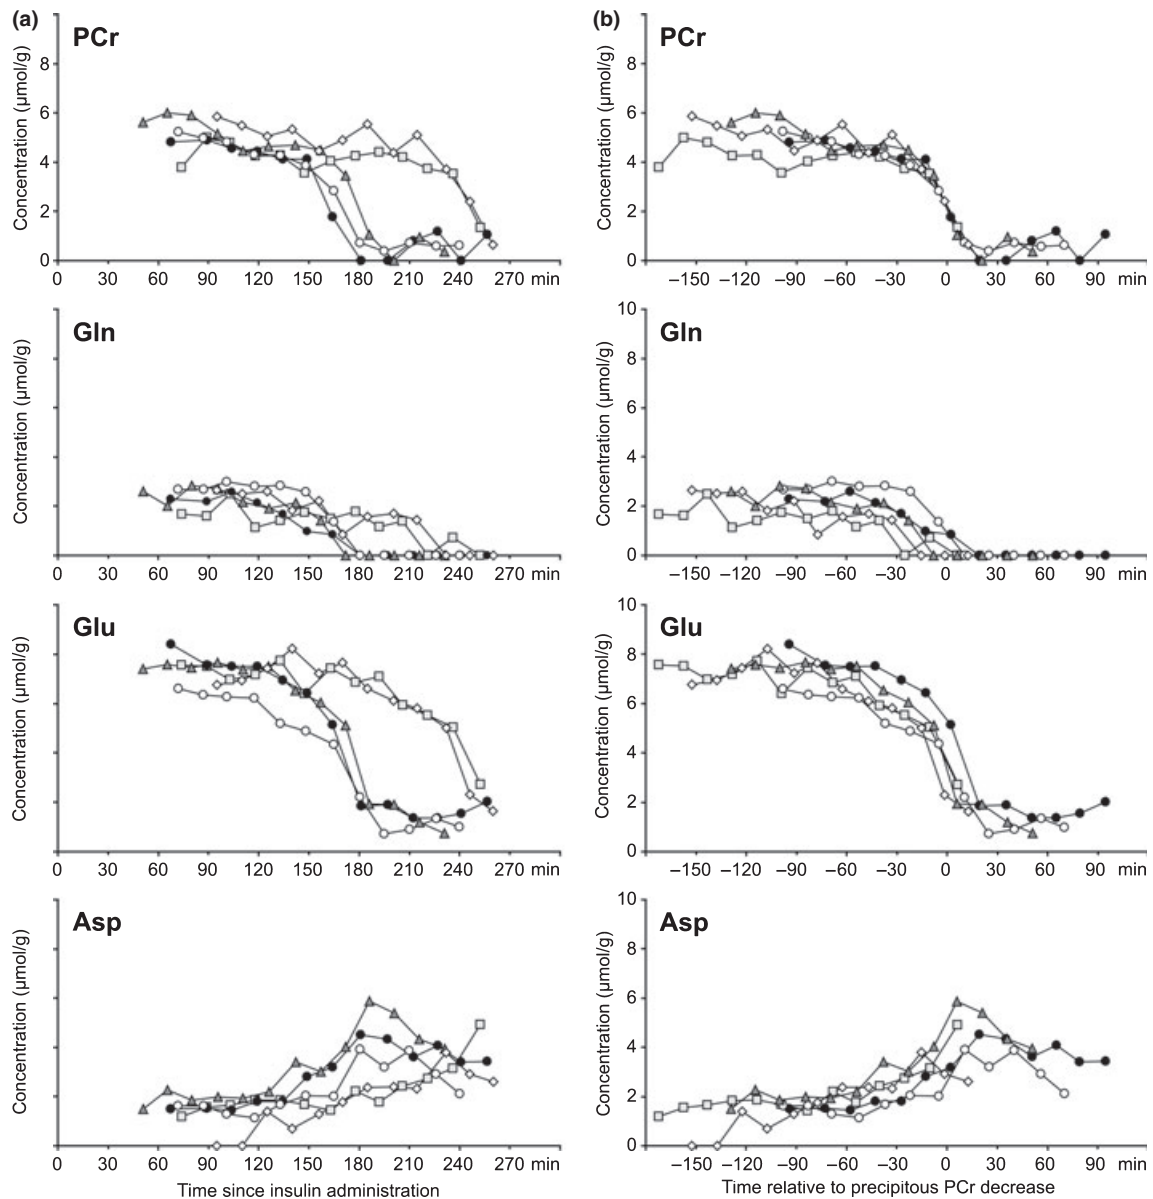 (a)
PCr
Concentration (μmol/g)
8
6
4
2
0
0 30 60 90 120 150 180 210 240 270 min
(b)
PCr
Concentration (μmol/g)
8
6
4
2
0
–150 –120 –90 –60 –30 0 30 60 90 min
Gln
Concentration (μmol/g)
0 30 60 90 120 150 180 210 240 270 min
Gln
Concentration (μmol/g)
10
8
6
4
2
0
–150 –120 –90 –60 –30 0 30 60 90 min
Glu
Concentration (μmol/g)
0 30 60 90 120 150 180 210 240 270 min
Glu
Concentration (μmol/g)
10
8
6
4
2
0
–150 –120 –90 –60 –30 0 30 60 90 min
Asp
Concentration (μmol/g)
0 30 60 90 120 150 180 210 240 270 min
Time since insulin administration
Asp
Concentration (μmol/g)
10
8
6
4
2
0
–150 –120 –90 –60 –30 0 30 60 90 min
Time relative to precipitous PCr decrease